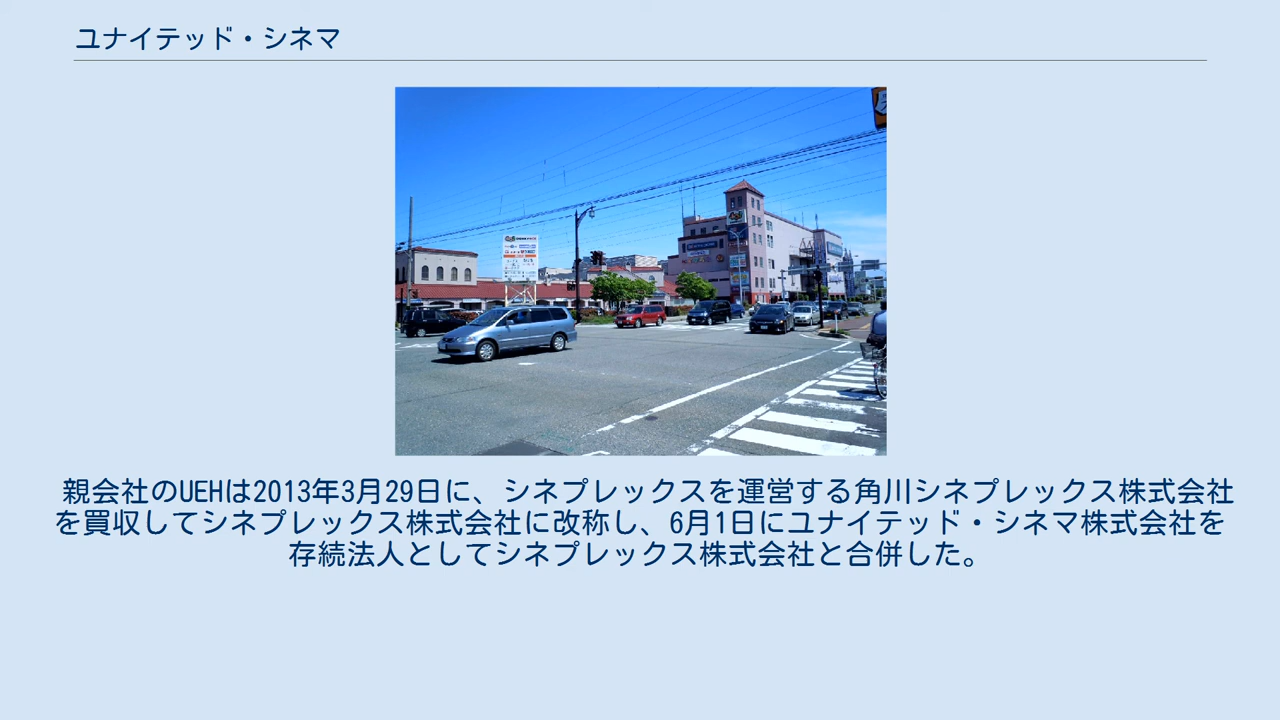 ユナイテッド・シネマ
親会社のUEHは2013年3月29日に、シネプレックスを運営する角川シネプレックス株式会社
を買収してシネプレックス株式会社に改称し、6月1日にユナイテッド・シネマ株式会社を
存続法人としてシネプレックス株式会社と合併した。